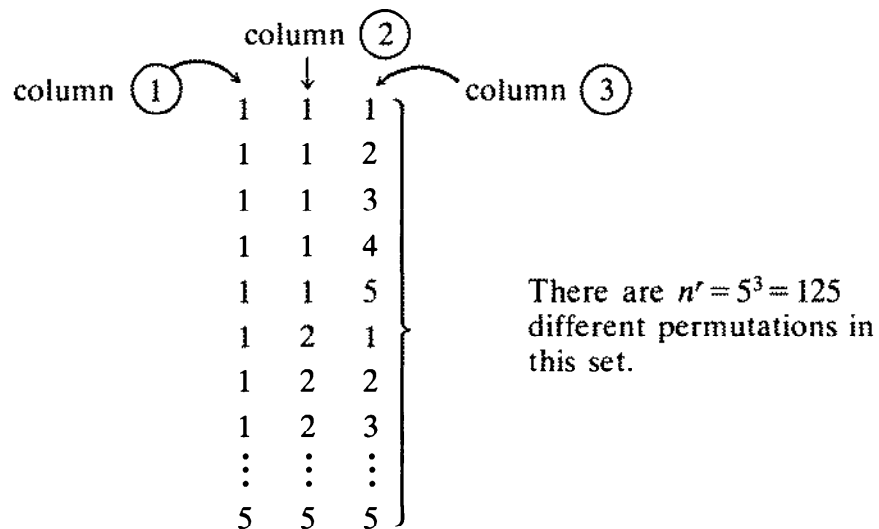 column ②
column ① column ③
1 1 1
1 1 2
1 1 3
1 1 4
1 1 5
1 2 1
1 2 2
1 2 3
⋮ ⋮ ⋮
5 5 5
There are nʳ = 5³ = 125
different permutations in
this set.